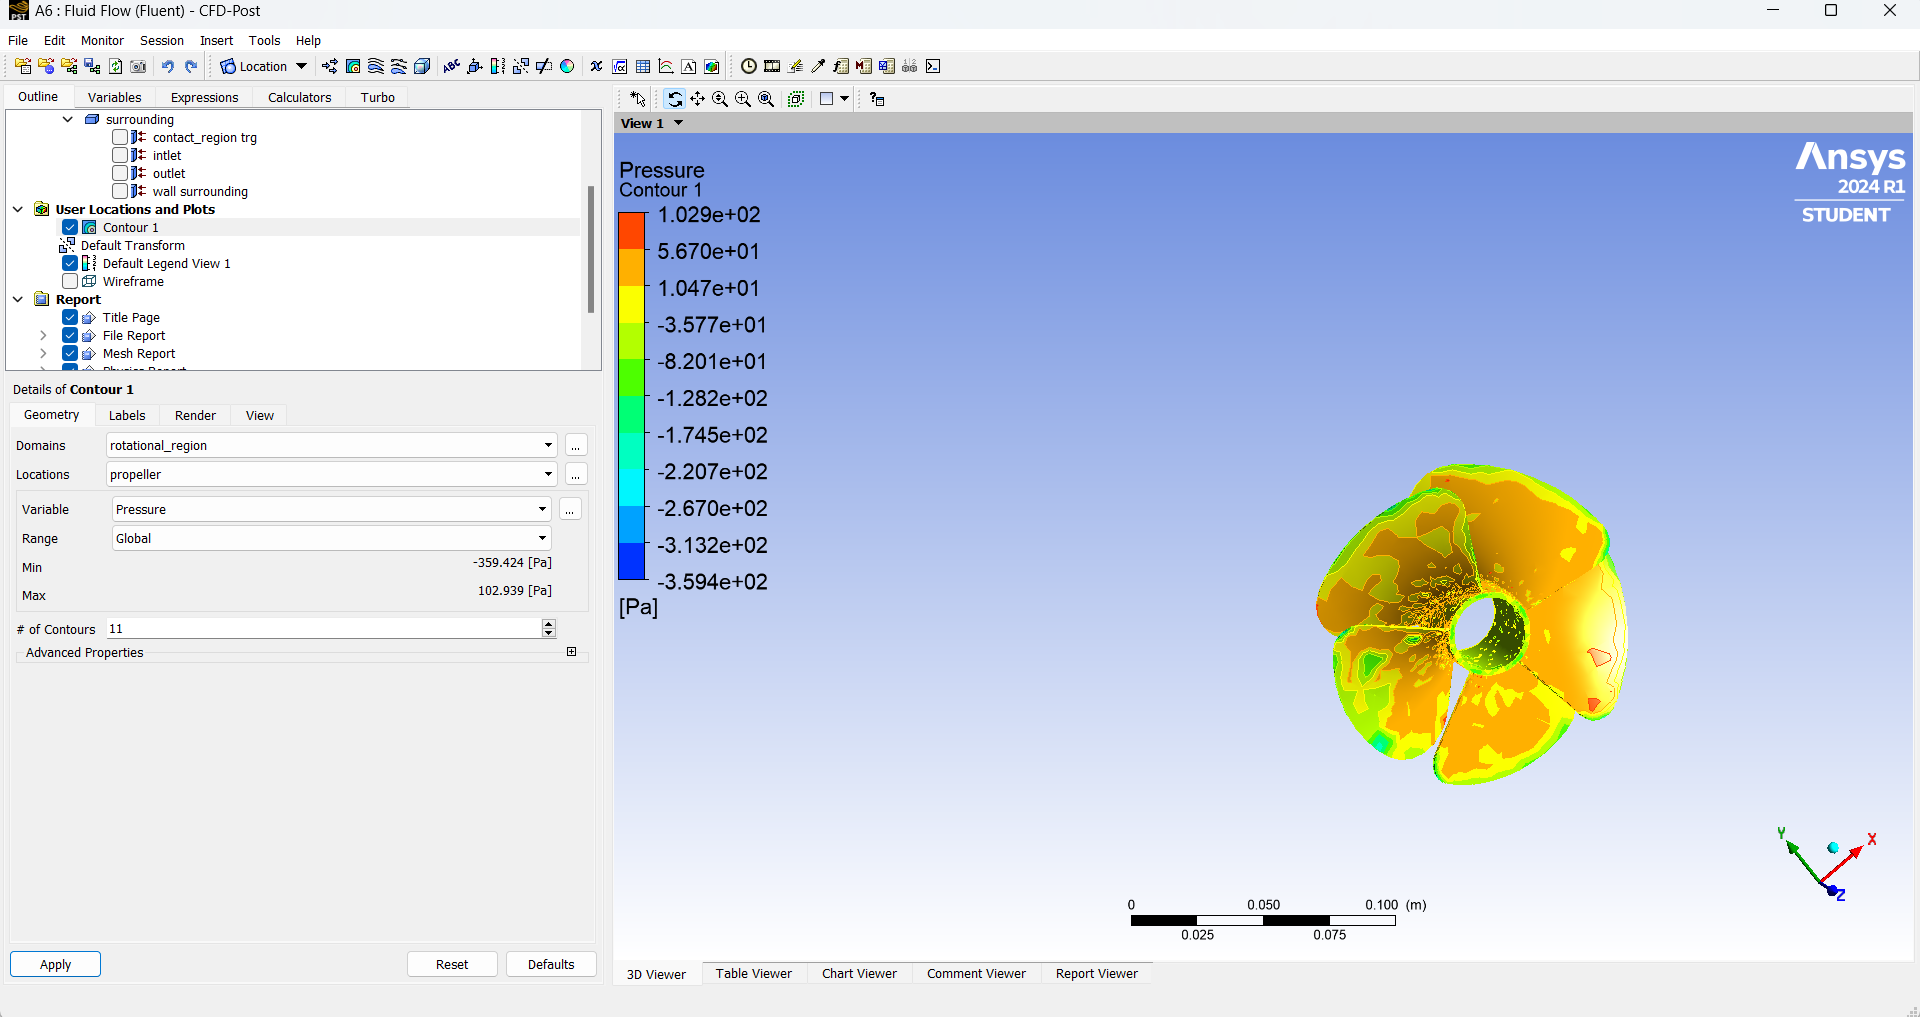 A6 : Fluid Flow (Fluent) - CFD-Post
File Edit Monitor Session Insert Tools Help
Location
Outline Variables Expressions Calculators Turbo
surrounding
contact_region trg
intlet
outlet
wall surrounding
User Locations and Plots
Contour 1
Default Transform
Default Legend View 1
Wireframe
Report
Title Page
File Report
Mesh Report
Physics Report
Details of Contour 1
Geometry Labels Render View
Domains rotational_region ...
Locations propeller ...
Variable Pressure ...
Range Global
Min -359.424 [Pa]
Max 102.939 [Pa]
# of Contours 11
Advanced Properties
Apply Reset Defaults
View 1
Pressure
Contour 1
1.029e+02
5.670e+01
1.047e+01
-3.577e+01
-8.201e+01
-1.282e+02
-1.745e+02
-2.207e+02
-2.670e+02
-3.132e+02
-3.594e+02
[Pa]
Ansys
2024 R1
STUDENT
Y X
Z
0 0.050 0.100 (m)
0.025 0.075
3D Viewer Table Viewer Chart Viewer Comment Viewer Report Viewer